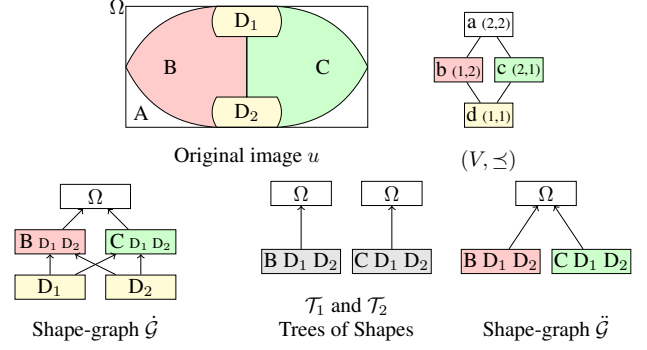 Ω
D₁
B
C
D₂
A
Original image u
a (2,2)
b (1,2)
c (2,1)
d (1,1)
(V, ⪯)
Ω
B D₁ D₂
C D₁ D₂
D₁
D₂
Shape-graph Ġ
Ω
Ω
B D₁ D₂
C D₁ D₂
𝒯₁ and 𝒯₂
Trees of Shapes
Ω
B D₁ D₂
C D₁ D₂
Shape-graph G̈